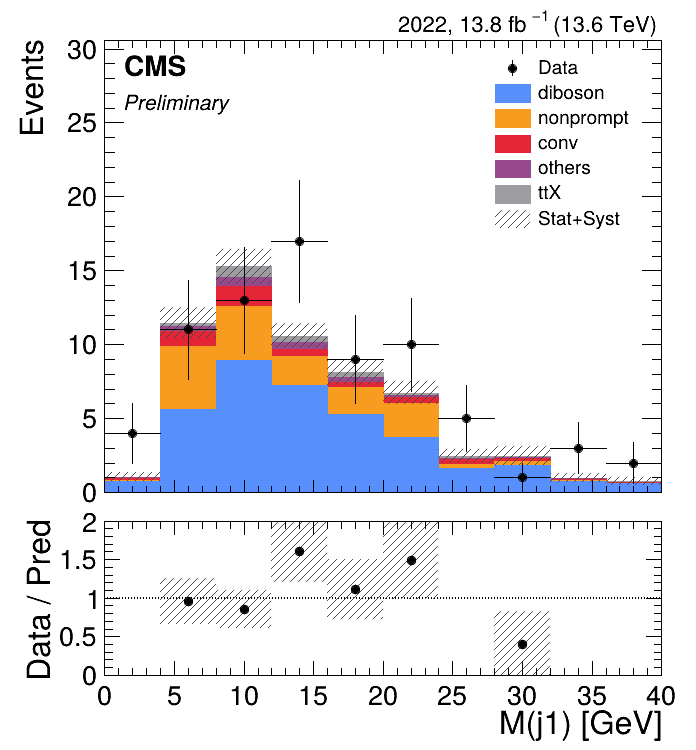 2022, 13.8 fb⁻¹ (13.6 TeV)
CMS
Preliminary
Data
diboson
nonprompt
conv
others
ttX
Stat+Syst
Events
30
25
20
15
10
5
0
Data / Pred
2
1.5
1
0.5
0
0 5 10 15 20 25 30 35 40
M(j1) [GeV]